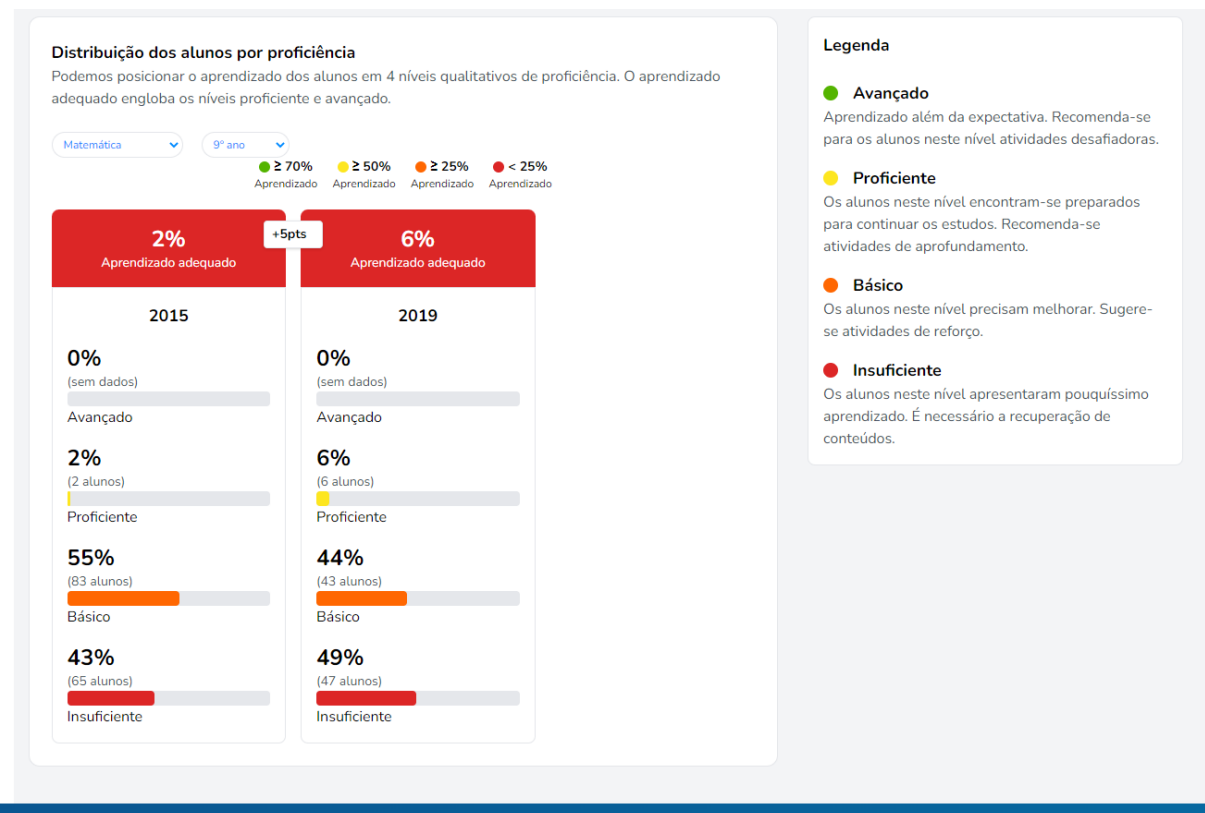 Distribuição dos alunos por proficiência
Podemos posicionar o aprendizado dos alunos em 4 níveis qualitativos de proficiência. O aprendizado
adequado engloba os níveis proficiente e avançado.
Matemática
9º ano
≥ 70%
Aprendizado
≥ 50%
Aprendizado
≥ 25%
Aprendizado
< 25%
Aprendizado
2%
Aprendizado adequado
+5pts
6%
Aprendizado adequado
2015
0%
(sem dados)
Avançado
2%
(2 alunos)
Proficiente
55%
(83 alunos)
Básico
43%
(65 alunos)
Insuficiente
2019
0%
(sem dados)
Avançado
6%
(6 alunos)
Proficiente
44%
(43 alunos)
Básico
49%
(47 alunos)
Insuficiente
Legenda
Avançado
Aprendizado além da expectativa. Recomenda-se
para os alunos neste nível atividades desafiadoras.
Proficiente
Os alunos neste nível encontram-se preparados
para continuar os estudos. Recomenda-se
atividades de aprofundamento.
Básico
Os alunos neste nível precisam melhorar. Sugere-
se atividades de reforço.
Insuficiente
Os alunos neste nível apresentaram pouquíssimo
aprendizado. É necessário a recuperação de
conteúdos.